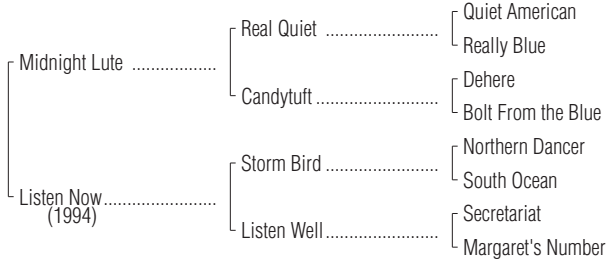 Quiet American
Real Quiet ....................
Really Blue
Midnight Lute ...................
Dehere
Candytuft ...........................
Bolt From the Blue
Northern Dancer
Storm Bird .........................
South Ocean
Listen Now.........................
(1994)
Secretariat
Listen Well .........................
Margaret's Number